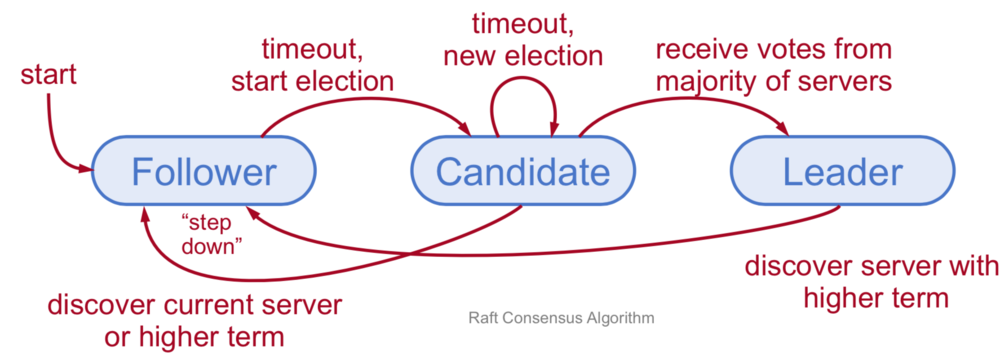 start
timeout,
start election
timeout,
new election
receive votes from
majority of servers
Follower
Candidate
Leader
“step
down”
discover current server
or higher term
discover server with
higher term
Raft Consensus Algorithm